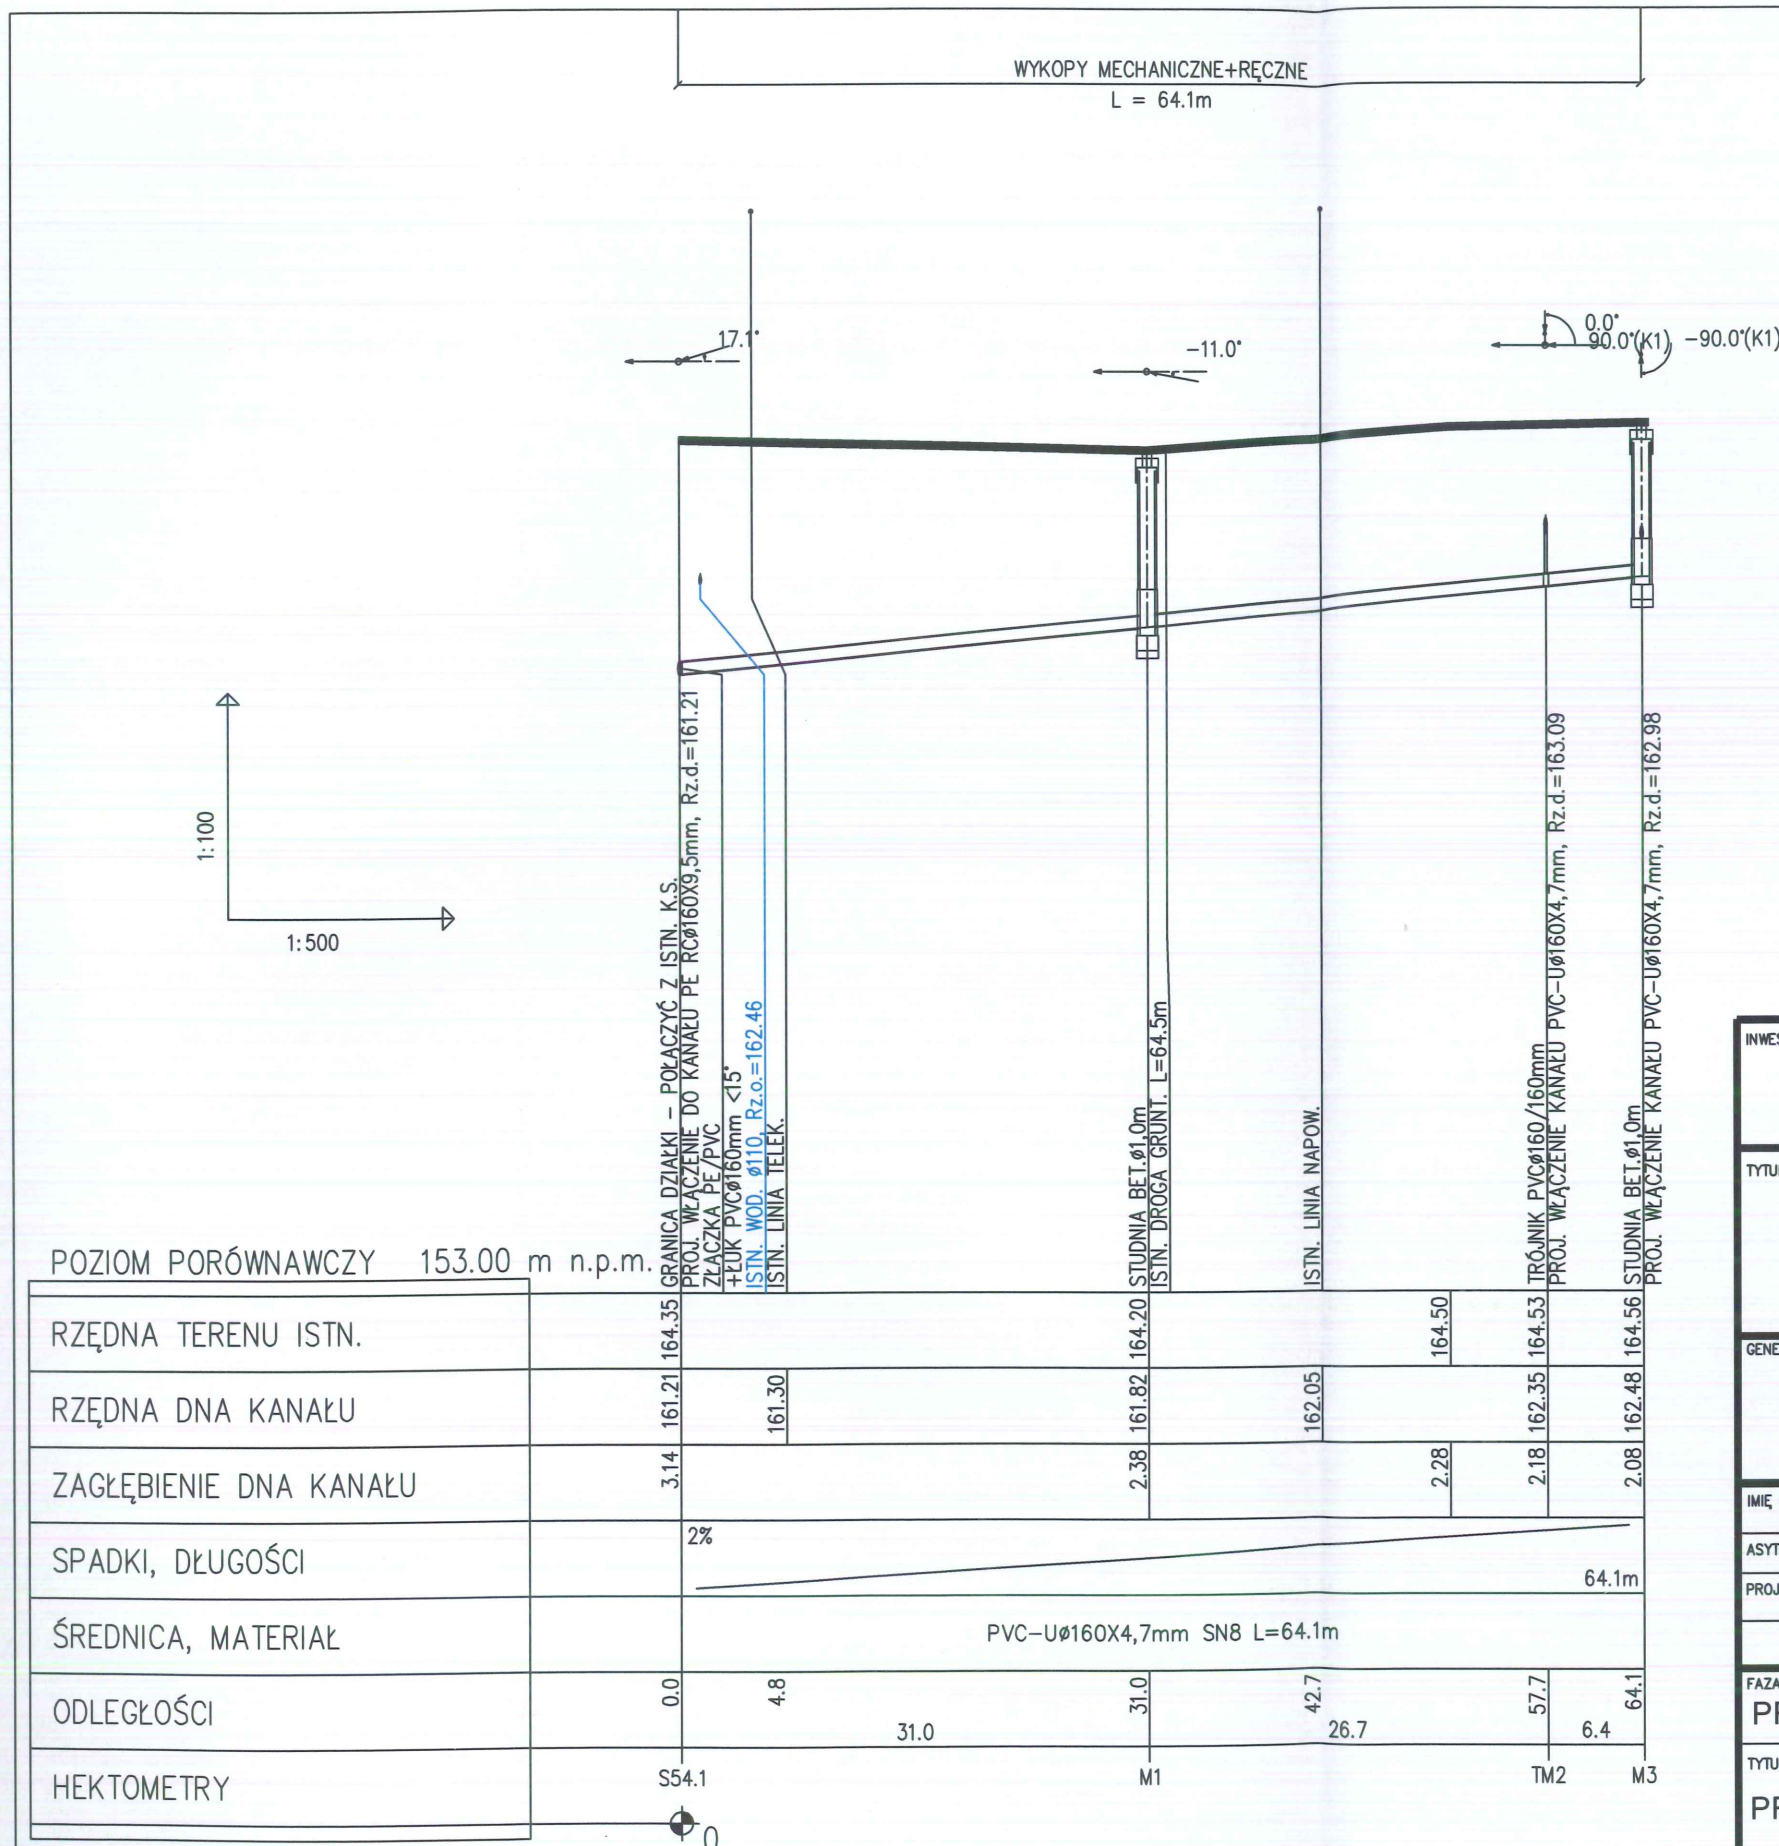 WYKOPY MECHANICZNE+RĘCZNE
L = 64.1m
17.1°
-11.0°
0.0°
90.0°(K1)
-90.0°(K1)
1:100
1:500
GRANICA DZIAŁKI - POŁĄCZYĆ Z ISTN. K.S.
PROJ. WŁĄCZENIE DO KANAŁU PE RCø160X9,5mm, Rz.d.=161.21
ZŁĄCZKA PE/PVC
+ŁUK PVCø160mm <15°
ISTN. WOD. ø110, Rz.o.=162.46
ISTN. LINIA TELEK.
STUDNIA BET.ø1,0m
ISTN. DROGA GRUNT. L=64.5m
ISTN. LINIA NAPOW.
TRÓJNIK PVCø160/160mm
PROJ. WŁĄCZENIE KANAŁU PVC-Uø160X4,7mm, Rz.d.=163.09
STUDNIA BET.ø1,0m
PROJ. WŁĄCZENIE KANAŁU PVC-Uø160X4,7mm, Rz.d.=162.98
POZIOM PORÓWNAWCZY 153.00 m n.p.m.
RZĘDNA TERENU ISTN. 164.35 164.20 164.50 164.53 164.56
RZĘDNA DNA KANAŁU 161.21 161.30 161.82 162.05 162.35 162.48
ZAGŁĘBIENIE DNA KANAŁU 3.14 2.38 2.28 2.18 2.08
SPADKI, DŁUGOŚCI 2% 64.1m
ŚREDNICA, MATERIAŁ PVC-Uø160X4,7mm SN8 L=64.1m
ODLEGŁOŚCI 0.0 4.8 31.0 42.7 57.7 64.1
31.0 26.7 6.4
HEKTOMETRY S54.1 M1 TM2 M3
0
INWES
TYTU
GENE
IMIĘ
ASYT
PROJ
FAZA
PR
TYTU
PR